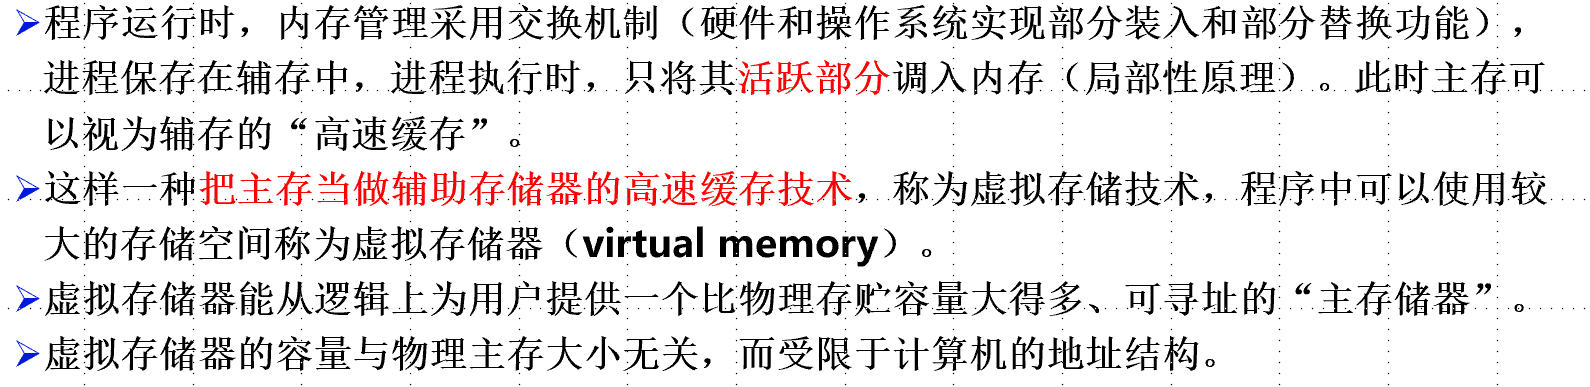 ➢程序运行时，内存管理采用交换机制（硬件和操作系统实现部分装入和部分替换功能），
进程保存在辅存中，进程执行时，只将其活跃部分调入内存（局部性原理）。此时主存可
以视为辅存的“高速缓存”。
➢这样一种把主存当做辅助存储器的高速缓存技术，称为虚拟存储技术，程序中可以使用较
大的存储空间称为虚拟存储器（virtual memory）。
➢虚拟存储器能从逻辑上为用户提供一个比物理存贮容量大得多、可寻址的“主存储器”。
➢虚拟存储器的容量与物理主存大小无关，而受限于计算机的地址结构。